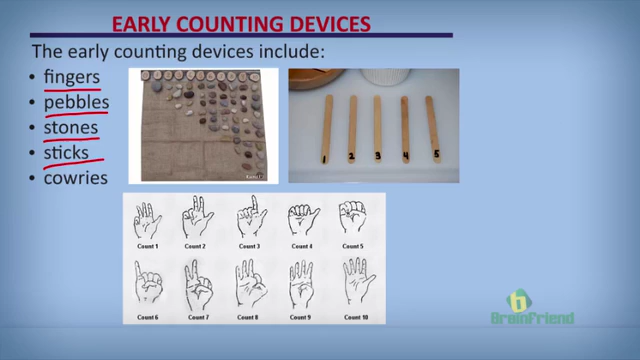 EARLY COUNTING DEVICES
The early counting devices include:
• fingers
• pebbles
• stones
• sticks
• cowries
1 2 3 4 5
Count 1 Count 2 Count 3 Count 4 Count 5
Count 6 Count 7 Count 8 Count 9 Count 10
b
BrainFriend